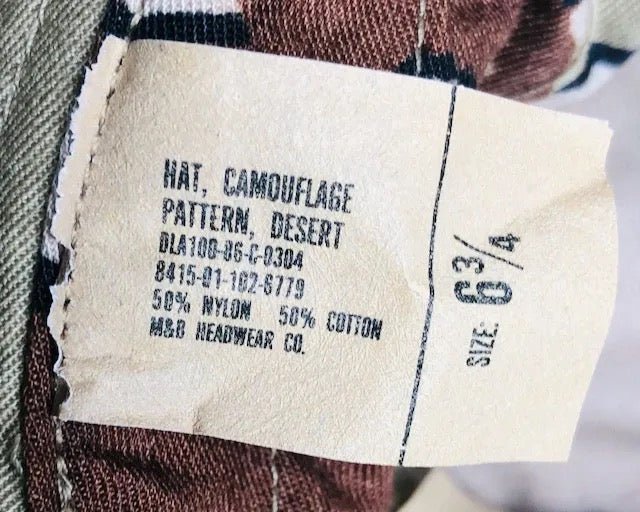 HAT, CAMOUFLAGE
PATTERN, DESERT
DLA100-86-C-0304
8415-01-102-6779
50% NYLON 50% COTTON
M&B HEADWEAR CO.
SIZE: 6 3/4